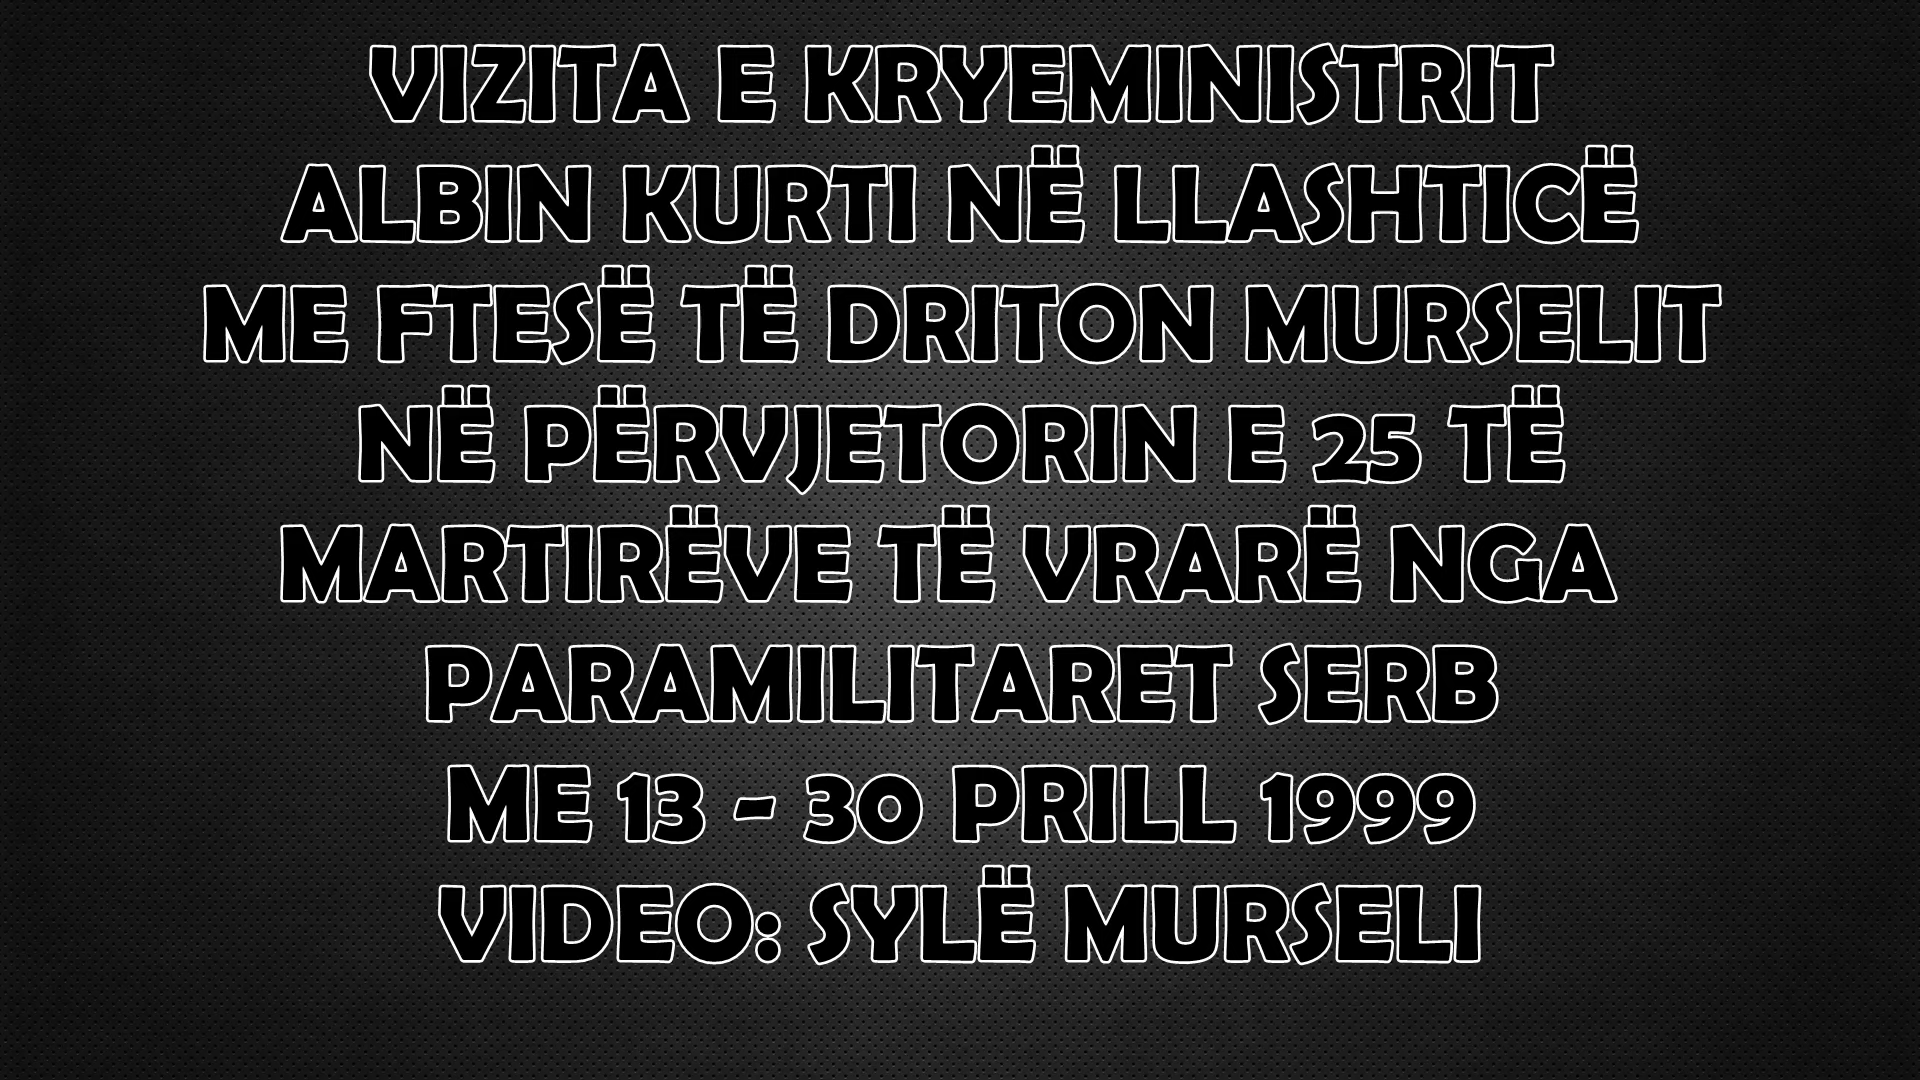 VIZITA E KRYEMINISTRIT
ALBIN KURTI NË LLASHTICË
ME FTESË TË DRITON MURSELIT
NË PËRVJETORIN E 25 TË
MARTIRËVE TË VRARË NGA
PARAMILITARET SERB
ME 13 - 30 PRILL 1999
VIDEO: SYLË MURSELI